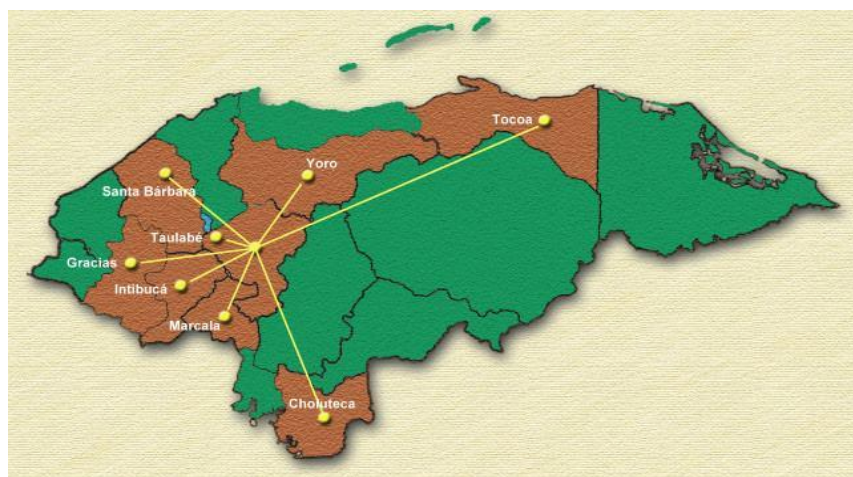 Tocoa
Yoro
Santa Bárbara
Taulabé
Gracias
Intibucá
Marcala
Choluteca